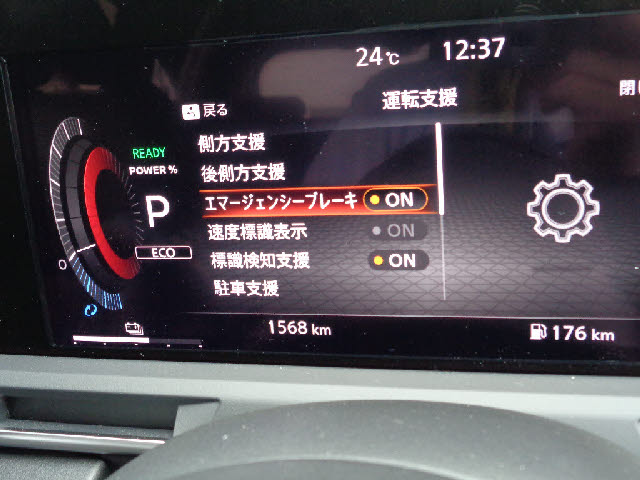 24℃ 12:37
運転支援
戻る
側方支援
後側方支援
エマージェンシーブレーキ ON
速度標識表示 ON
標識検知支援 ON
駐車支援
READY
POWER %
P
ECO
0
1568 km
176 km